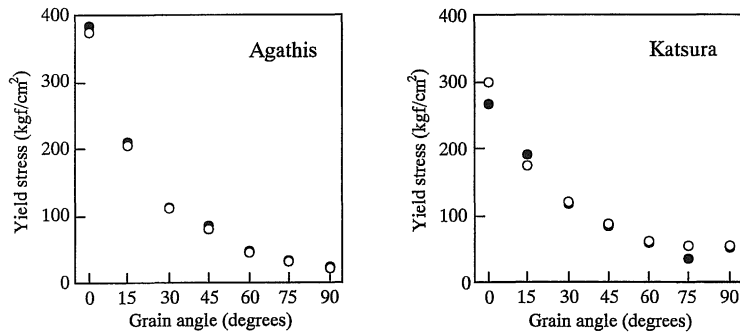 Agathis
Yield stress (kgf/cm²)
400
300
200
100
0
0 15 30 45 60 75 90
Grain angle (degrees)
Katsura
Yield stress (kgf/cm²)
400
300
200
100
0
0 15 30 45 60 75 90
Grain angle (degrees)